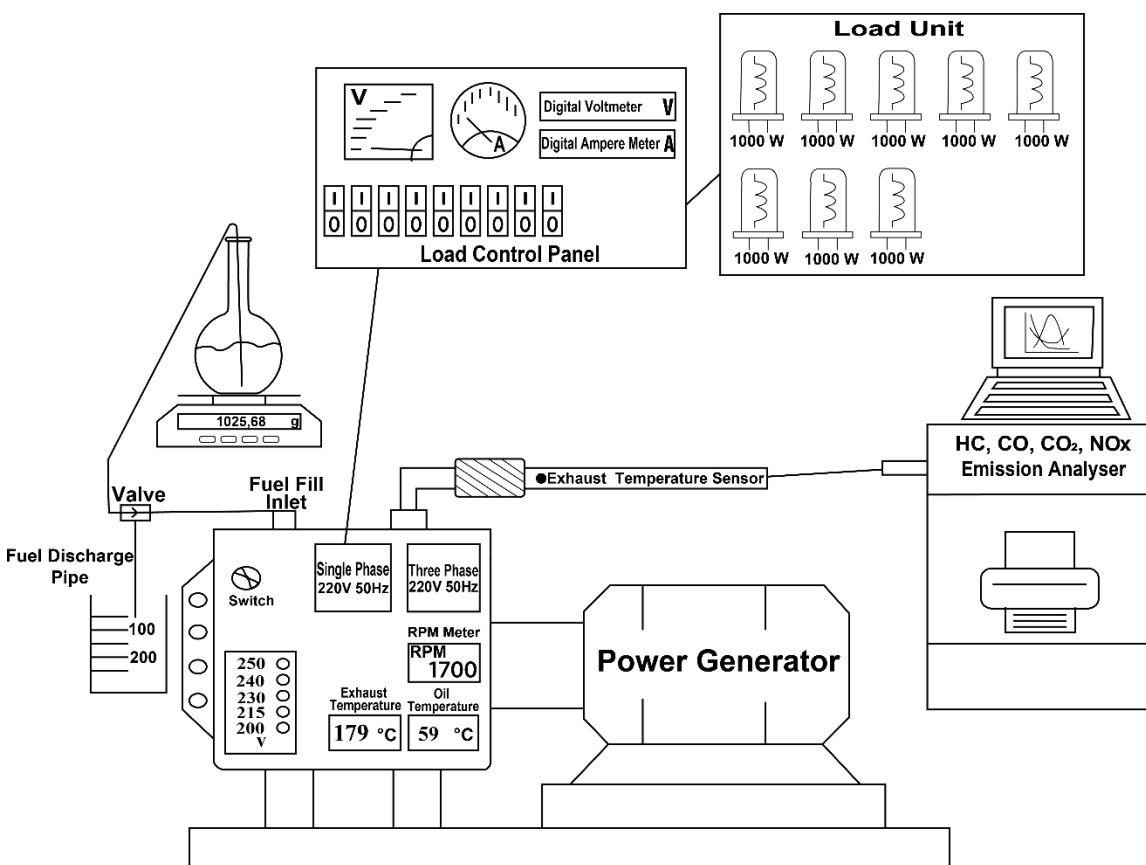 Load Unit
1000 W 1000 W 1000 W 1000 W 1000 W
1000 W 1000 W 1000 W
V
A
Digital Voltmeter V
Digital Ampere Meter A
I I I I I I I I I
0 0 0 0 0 0 0 0 0
Load Control Panel
1025,68 g
HC, CO, CO₂, NOx
Emission Analyser
Exhaust Temperature Sensor
Valve
Fuel Fill
Inlet
Fuel Discharge
Pipe
100
200
Switch
Single Phase
220V 50Hz
Three Phase
220V 50Hz
RPM Meter
RPM
1700
250
240
230
215
200
V
Exhaust
Temperature
179 °C
Oil
Temperature
59 °C
Power Generator